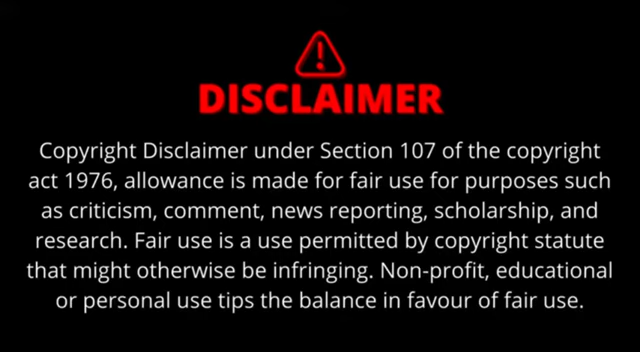 DISCLAIMER
Copyright Disclaimer under Section 107 of the copyright
act 1976, allowance is made for fair use for purposes such
as criticism, comment, news reporting, scholarship, and
research. Fair use is a use permitted by copyright statute
that might otherwise be infringing. Non-profit, educational
or personal use tips the balance in favour of fair use.